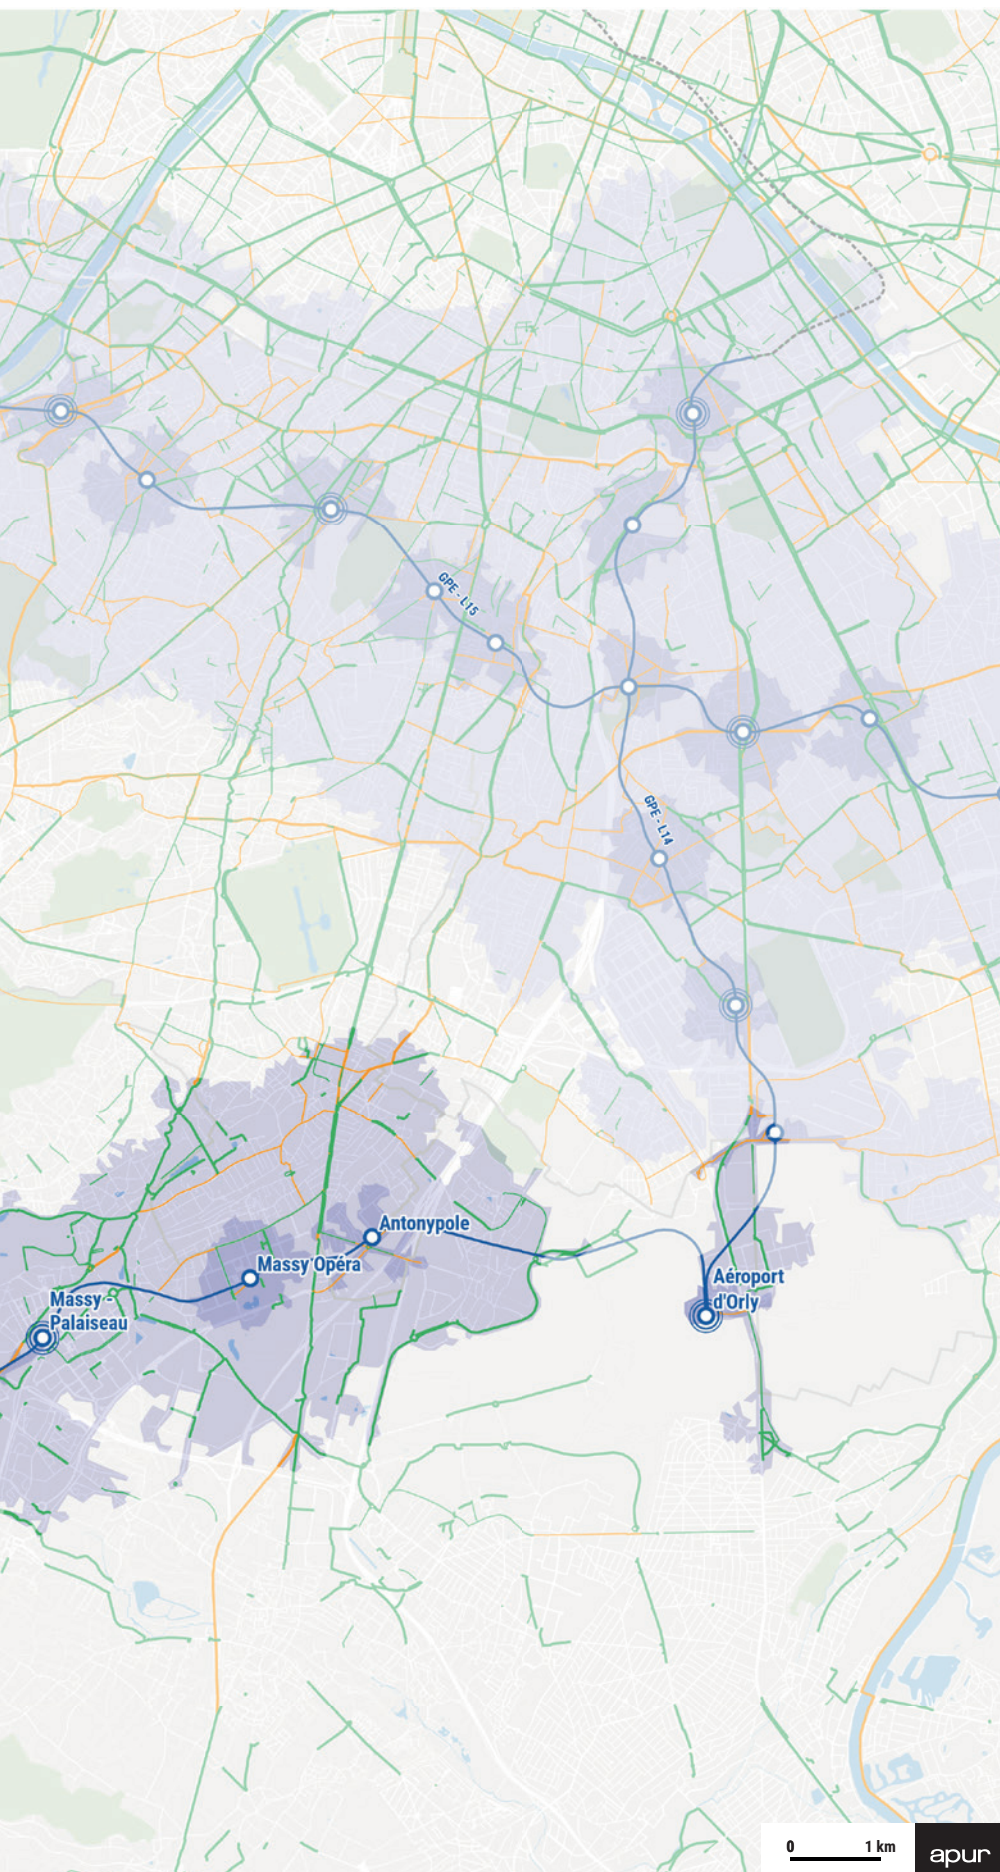 GPE - L15
GPE - L14
Antonypole
Massy Opéra
Massy -
Palaiseau
Aéroport
d'Orly
0 1 km
apur